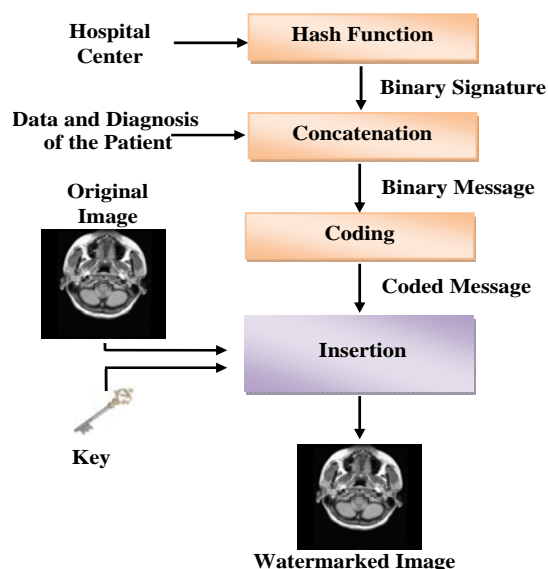 Hospital
Center
Hash Function
Binary Signature
Data and Diagnosis
of the Patient
Concatenation
Binary Message
Original
Image
Coding
Coded Message
Insertion
Key
Watermarked Image